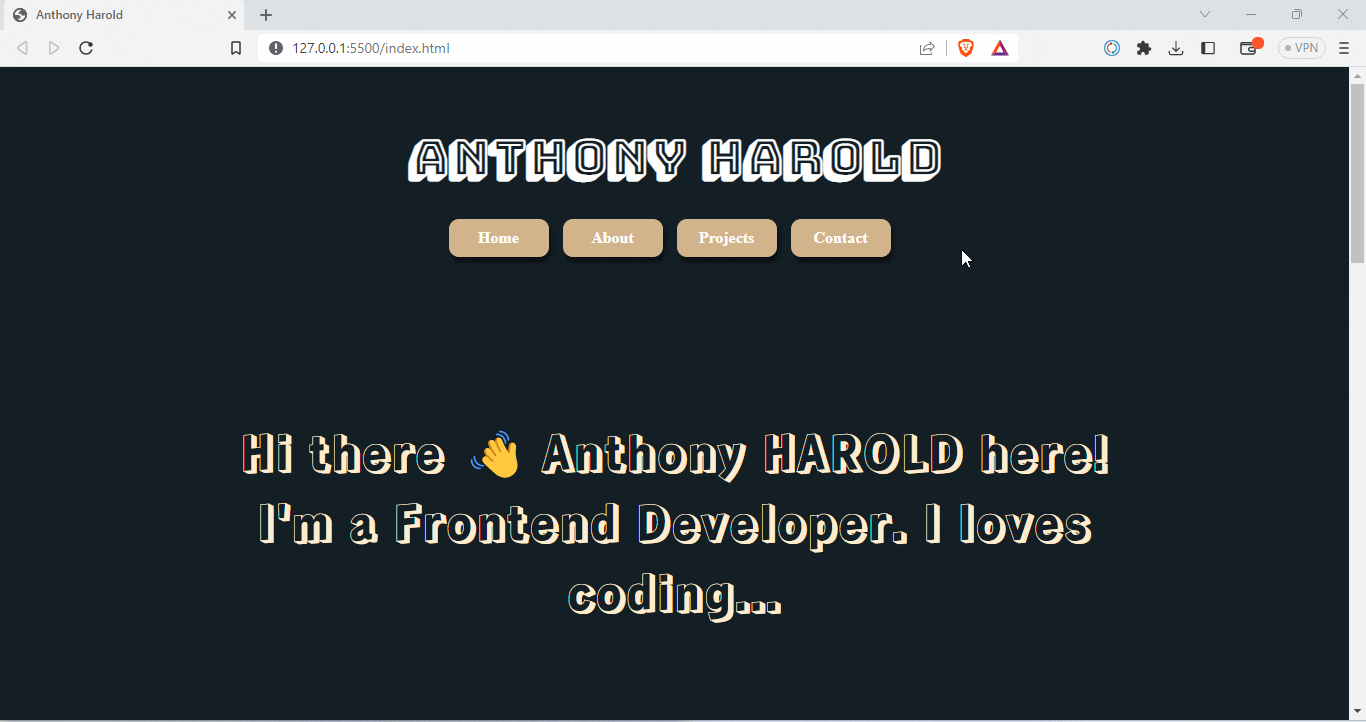 Anthony Harold
127.0.0.1:5500/index.html
VPN
ANTHONY HAROLD
Home About Projects Contact
Hi there 👋 Anthony HAROLD here!
I'm a Frontend Developer. I loves
coding...